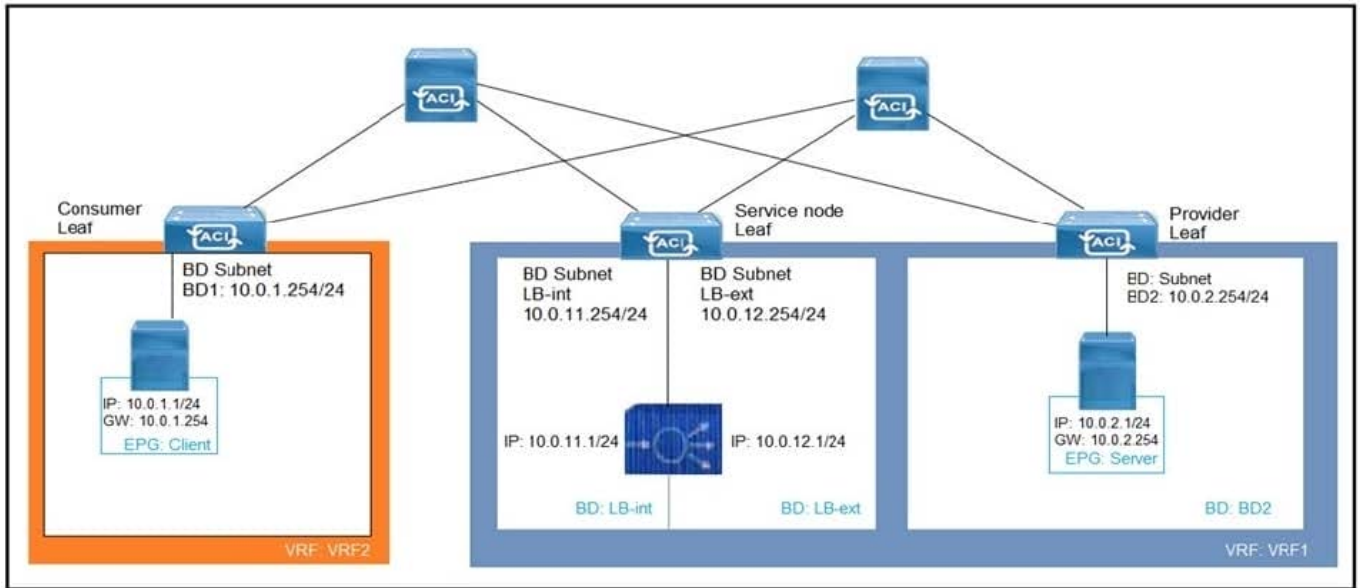 ACI
ACI
Consumer
Leaf
ACI
BD Subnet
BD1: 10.0.1.254/24
IP: 10.0.1.1/24
GW: 10.0.1.254
EPG: Client
VRF: VRF2
Service node
Leaf
ACI
BD Subnet
LB-int
10.0.11.254/24
BD Subnet
LB-ext
10.0.12.254/24
IP: 10.0.11.1/24
IP: 10.0.12.1/24
BD: LB-int
BD: LB-ext
Provider
Leaf
ACI
BD: Subnet
BD2: 10.0.2.254/24
IP: 10.0.2.1/24
GW: 10.0.2.254
EPG: Server
BD: BD2
VRF: VRF1